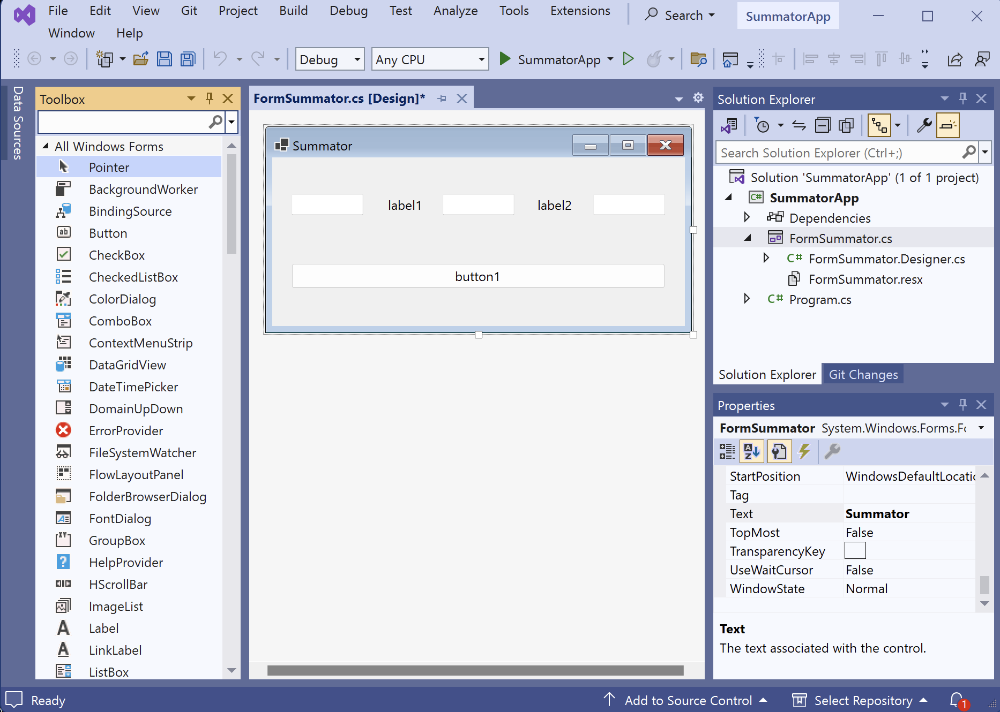 File Edit View Git Project Build Debug Test Analyze Tools Extensions Search SummatorApp
Window Help
Debug Any CPU SummatorApp
Data Sources
Toolbox
All Windows Forms
Pointer
BackgroundWorker
BindingSource
Button
CheckBox
CheckedListBox
ColorDialog
ComboBox
ContextMenuStrip
DataGridView
DateTimePicker
DomainUpDown
ErrorProvider
FileSystemWatcher
FlowLayoutPanel
FolderBrowserDialog
FontDialog
GroupBox
HelpProvider
HScrollBar
ImageList
Label
LinkLabel
ListBox
FormSummator.cs [Design]*
Summator
label1 label2
button1
Solution Explorer
Search Solution Explorer (Ctrl+;)
Solution 'SummatorApp' (1 of 1 project)
C# SummatorApp
Dependencies
FormSummator.cs
C# FormSummator.Designer.cs
FormSummator.resx
C# Program.cs
Solution Explorer Git Changes
Properties
FormSummator System.Windows.Forms.Fo
StartPosition WindowsDefaultLocatio
Tag
Text Summator
TopMost False
TransparencyKey
UseWaitCursor False
WindowState Normal
Text
The text associated with the control.
Ready Add to Source Control Select Repository 1